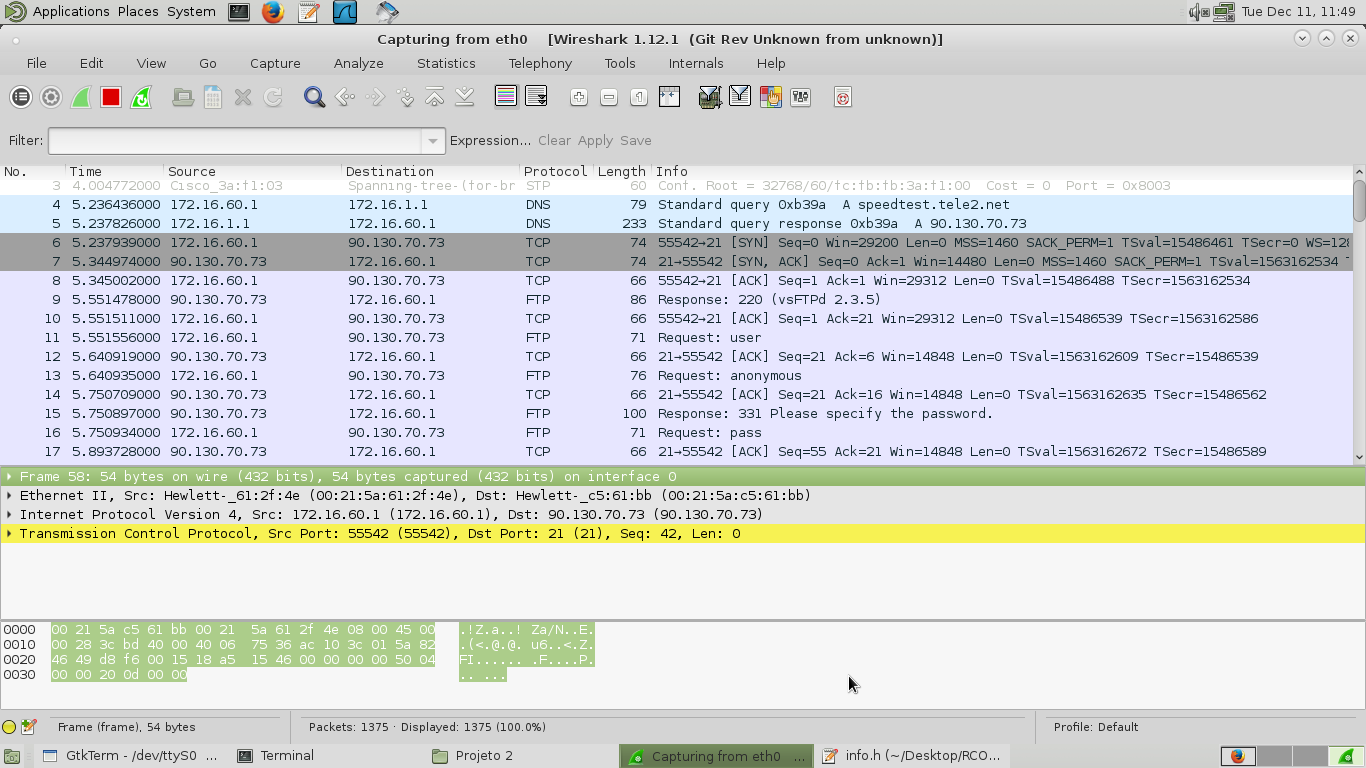 Applications Places System Tue Dec 11, 11:49
Capturing from eth0 [Wireshark 1.12.1 (Git Rev Unknown from unknown)]
File Edit View Go Capture Analyze Statistics Telephony Tools Internals Help
Filter: Expression... Clear Apply Save
No. Time Source Destination Protocol Length Info
3 4.004772000 Cisco_3a:f1:03 Spanning-tree-(for-br STP 60 Conf. Root = 32768/60/fc:fb:fb:3a:f1:00 Cost = 0 Port = 0x8003
4 5.236436000 172.16.60.1 172.16.1.1 DNS 79 Standard query 0xb39a A speedtest.tele2.net
5 5.237826000 172.16.1.1 172.16.60.1 DNS 233 Standard query response 0xb39a A 90.130.70.73
6 5.237939000 172.16.60.1 90.130.70.73 TCP 74 55542→21 [SYN] Seq=0 Win=29200 Len=0 MSS=1460 SACK_PERM=1 TSval=15486461 TSecr=0 WS=128
7 5.344974000 90.130.70.73 172.16.60.1 TCP 74 21→55542 [SYN, ACK] Seq=0 Ack=1 Win=14480 Len=0 MSS=1460 SACK_PERM=1 TSval=1563162534 T
8 5.345002000 172.16.60.1 90.130.70.73 TCP 66 55542→21 [ACK] Seq=1 Ack=1 Win=29312 Len=0 TSval=15486488 TSecr=1563162534
9 5.551478000 90.130.70.73 172.16.60.1 FTP 86 Response: 220 (vsFTPd 2.3.5)
10 5.551511000 172.16.60.1 90.130.70.73 TCP 66 55542→21 [ACK] Seq=1 Ack=21 Win=29312 Len=0 TSval=15486539 TSecr=1563162586
11 5.551556000 172.16.60.1 90.130.70.73 FTP 71 Request: user
12 5.640919000 90.130.70.73 172.16.60.1 TCP 66 21→55542 [ACK] Seq=21 Ack=6 Win=14848 Len=0 TSval=1563162609 TSecr=15486539
13 5.640935000 172.16.60.1 90.130.70.73 FTP 76 Request: anonymous
14 5.750709000 90.130.70.73 172.16.60.1 TCP 66 21→55542 [ACK] Seq=21 Ack=16 Win=14848 Len=0 TSval=1563162635 TSecr=15486562
15 5.750897000 90.130.70.73 172.16.60.1 FTP 100 Response: 331 Please specify the password.
16 5.750934000 172.16.60.1 90.130.70.73 FTP 71 Request: pass
17 5.893728000 90.130.70.73 172.16.60.1 TCP 66 21→55542 [ACK] Seq=55 Ack=21 Win=14848 Len=0 TSval=1563162672 TSecr=15486589
Frame 58: 54 bytes on wire (432 bits), 54 bytes captured (432 bits) on interface 0
Ethernet II, Src: Hewlett-_61:2f:4e (00:21:5a:61:2f:4e), Dst: Hewlett-_c5:61:bb (00:21:5a:c5:61:bb)
Internet Protocol Version 4, Src: 172.16.60.1 (172.16.60.1), Dst: 90.130.70.73 (90.130.70.73)
Transmission Control Protocol, Src Port: 55542 (55542), Dst Port: 21 (21), Seq: 42, Len: 0
0000 00 21 5a c5 61 bb 00 21 5a 61 2f 4e 08 00 45 00 .!Z.a..! Za/N..E.
0010 00 28 3c bd 40 00 40 06 75 36 ac 10 3c 01 5a 82 .(<.@.@. u6..<.Z.
0020 46 49 d8 f6 00 15 18 a5 15 46 00 00 00 00 50 04 FI...... .F....P.
0030 00 00 20 0d 00 00 .. ...
Frame (frame), 54 bytes Packets: 1375 · Displayed: 1375 (100.0%) Profile: Default
GtkTerm - /dev/ttyS0 ... Terminal Projeto 2 Capturing from eth0 ... info.h (~/Desktop/RCO...